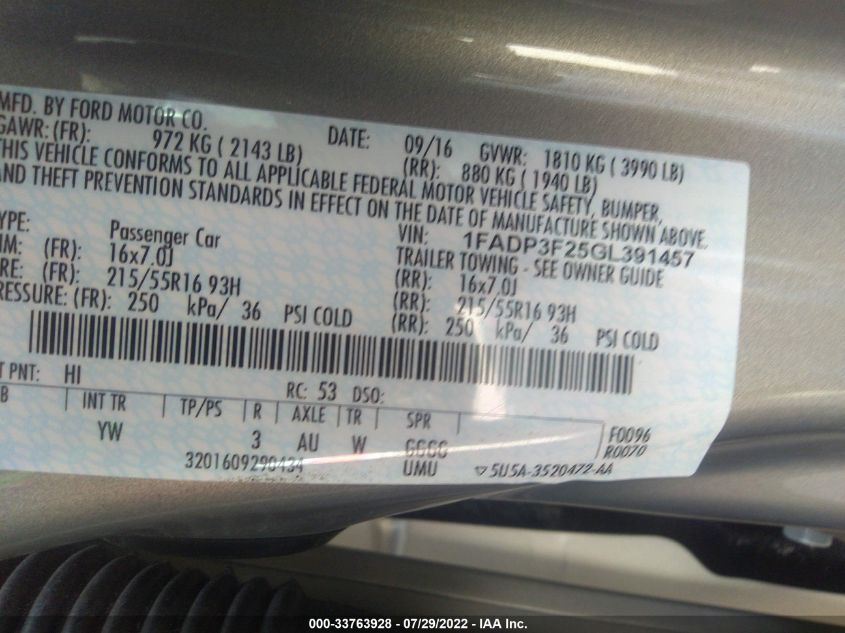 MFD. BY FORD MOTOR CO.
DATE: 09/16 GVWR: 1810 KG ( 3990 LB)
GAWR: (FR): 972 KG ( 2143 LB) (RR): 880 KG ( 1940 LB)
THIS VEHICLE CONFORMS TO ALL APPLICABLE FEDERAL MOTOR VEHICLE SAFETY, BUMPER,
AND THEFT PREVENTION STANDARDS IN EFFECT ON THE DATE OF MANUFACTURE SHOWN ABOVE.
VIN: 1FADP3F25GL391457
YPE: Passenger Car TRAILER TOWING - SEE OWNER GUIDE
IM: (FR): 16x7.0J (RR): 16x7.0J
RE: (FR): 215/55R16 93H (RR): 215/55R16 93H
RESSURE: (FR): 250 kPa/ 36 PSI COLD (RR): 250 kPa/ 36 PSI COLD
T PNT: HI RC: 53 DSO:
B INT TR TP/PS R AXLE TR SPR
YW 3 AU W GGGG F0096
R0070
3201609290434 UMU 5U5A-3520472-AA
000-33763928 - 07/29/2022 - IAA Inc.